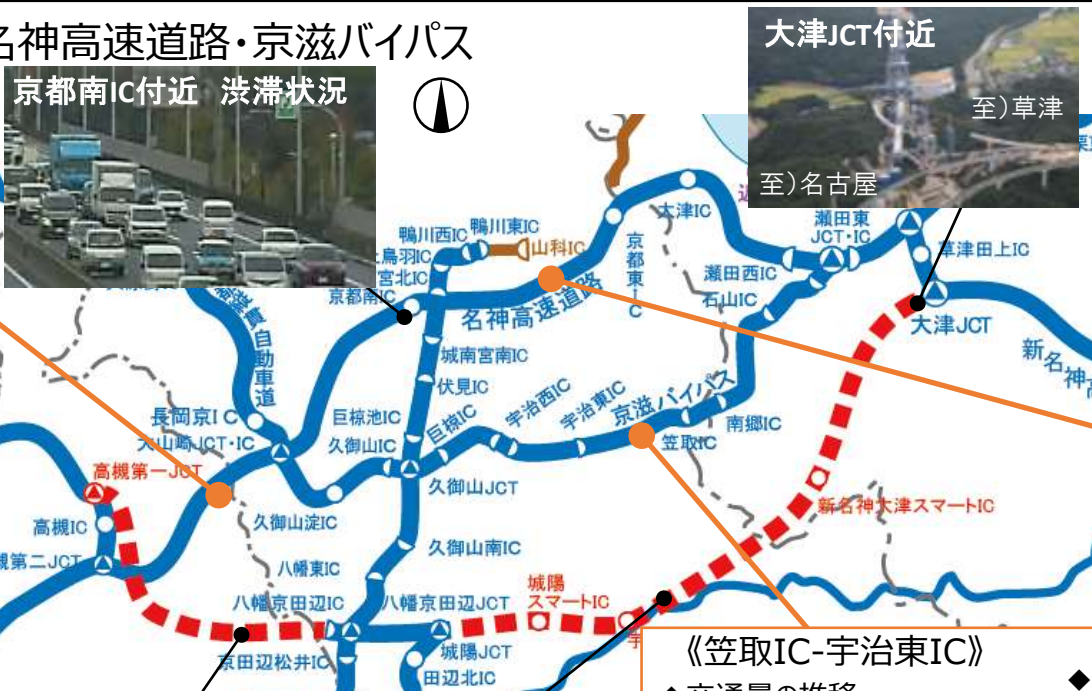 名神高速道路・京滋バイパス
大津JCT付近
至)草津
至)名古屋
京都南IC付近 渋滞状況
鴨川西IC
鴨川東IC
山科IC
鳥羽IC
宮北IC
京都南IC
大津IC
京都東IC
名神高速道路
瀬田東
JCT・IC
瀬田西IC
石山IC
草津田上IC
大津JCT
新名神
自動車道
城南宮南IC
伏見IC
長岡京IC
大山崎JCT・IC
巨椋池IC
久御山IC
巨椋IC
宇治西IC
宇治東IC
京滋バイパス
笠取IC
南郷IC
高槻第一JCT
久御山JCT
高槻IC
久御山淀IC
槻第二JCT
久御山南IC
新名神大津スマートIC
八幡東IC
八幡京田辺IC
八幡京田辺JCT
城陽
スマートIC
宇
京田辺松井IC
城陽JCT
田辺北IC
《笠取IC-宇治東IC》